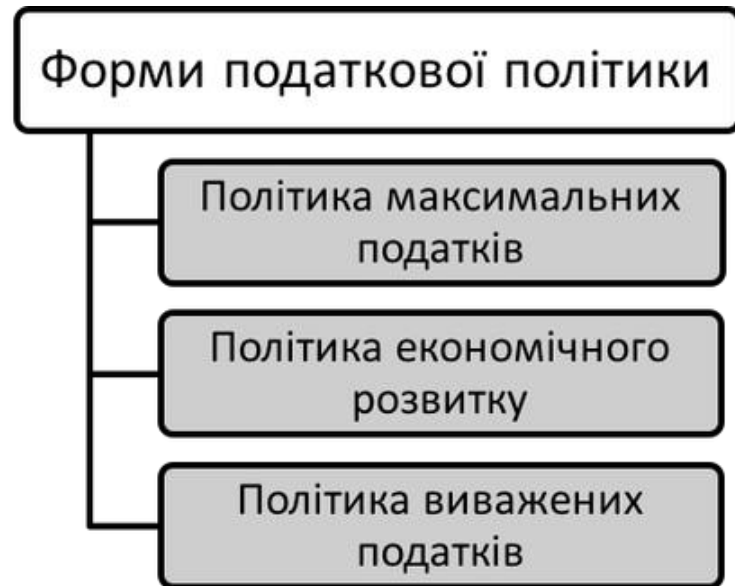 Форми податкової політики
Політика максимальних
податків
Політика економічного
розвитку
Політика виважених
податків